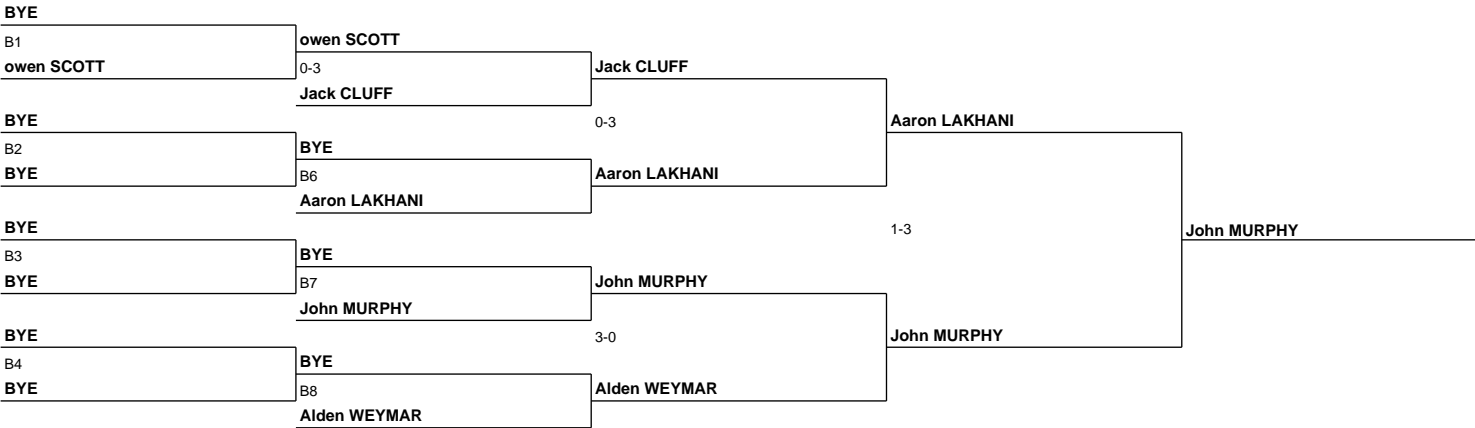 BYE
B1
owen SCOTT
owen SCOTT
0-3
Jack CLUFF
Jack CLUFF
BYE
B2
BYE
BYE
B6
Aaron LAKHANI
0-3
Aaron LAKHANI
Aaron LAKHANI
BYE
B3
BYE
BYE
B7
John MURPHY
John MURPHY
1-3
John MURPHY
BYE
B4
BYE
BYE
B8
Alden WEYMAR
3-0
Alden WEYMAR
John MURPHY